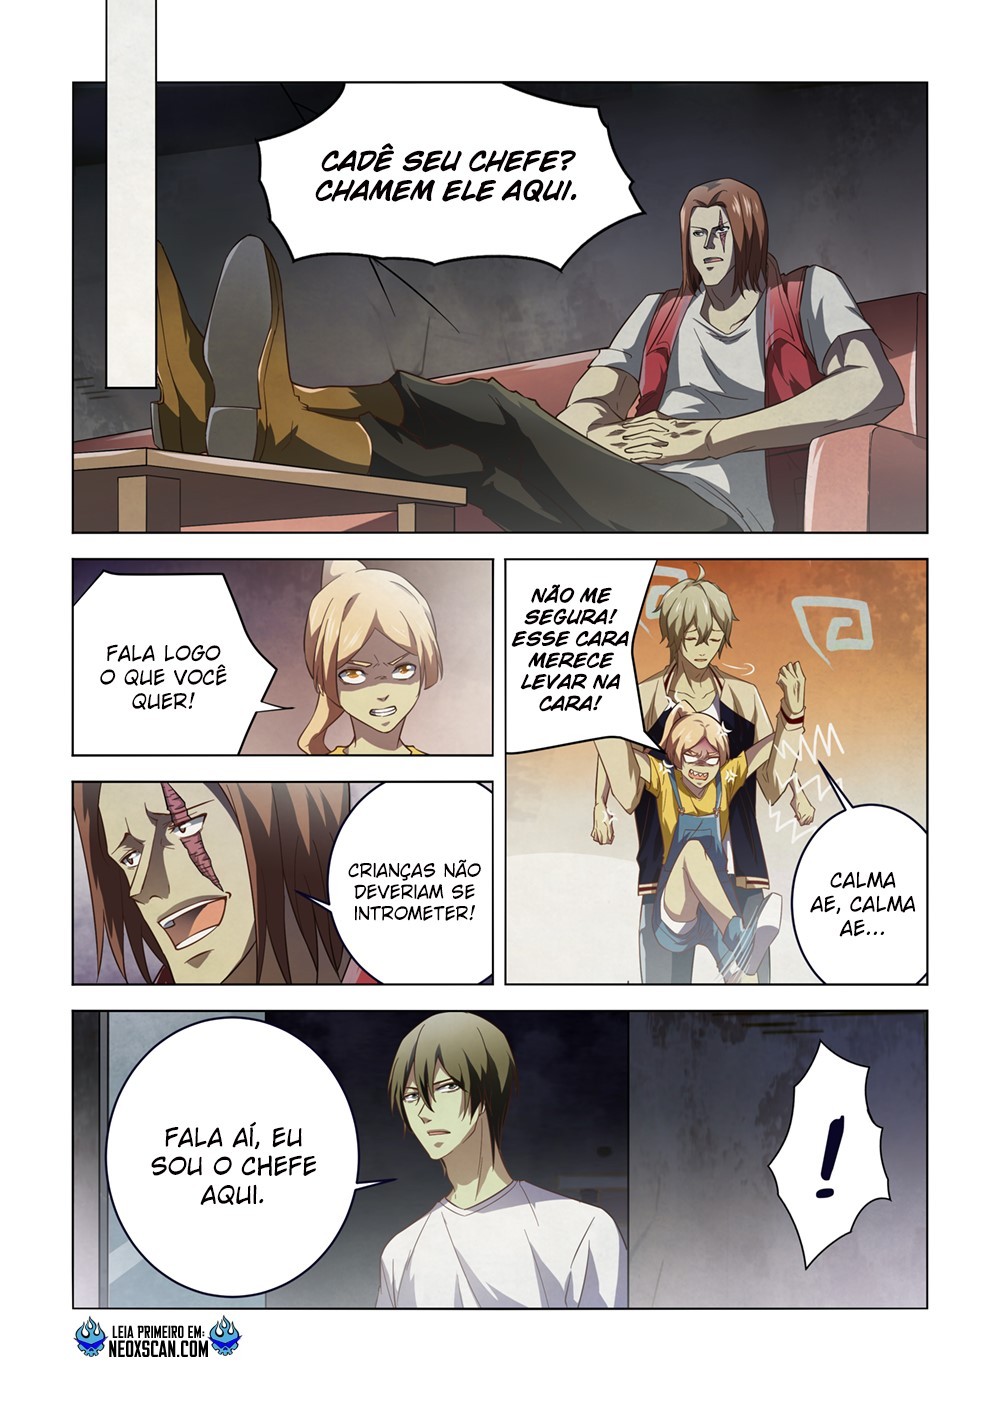 CADÊ SEU CHEFE?
CHAMEM ELE AQUI.
FALA LOGO
O QUE VOCÊ
QUER!
NÃO ME
SEGURA!
ESSE CARA
MERECE
LEVAR NA
CARA!
CALMA
AE, CALMA
AE...
CRIANÇAS NÃO
DEVERIAM SE
INTROMETER!
FALA AÍ, EU
SOU O CHEFE
AQUI.
!
LEIA PRIMEIRO EM:
NEOXSCAN.COM